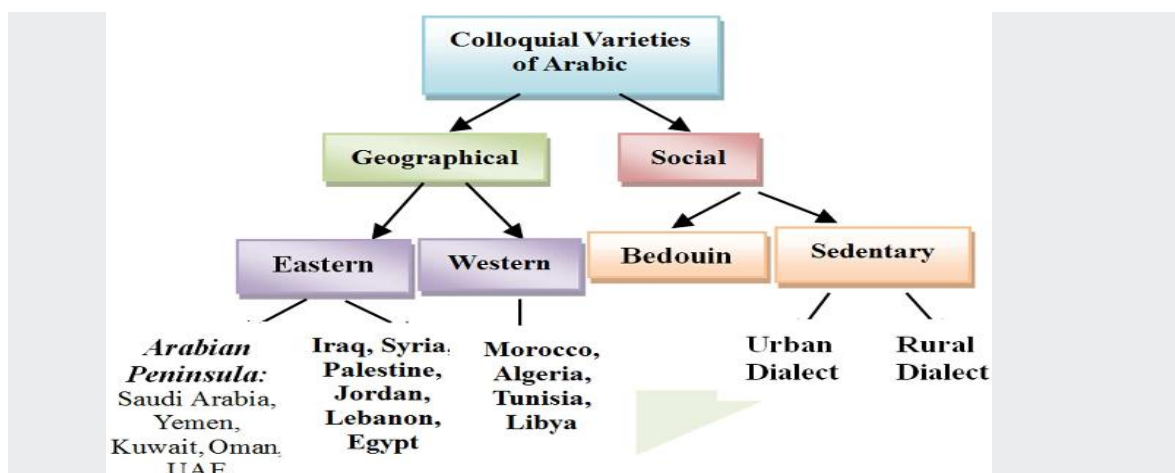 Colloquial Varieties
of Arabic
Geographical
Social
Eastern
Western
Bedouin
Sedentary
Arabian
Peninsula:
Saudi Arabia,
Yemen,
Kuwait, Oman,
UAE
Iraq, Syria,
Palestine,
Jordan,
Lebanon,
Egypt
Morocco,
Algeria,
Tunisia,
Libya
Urban
Dialect
Rural
Dialect